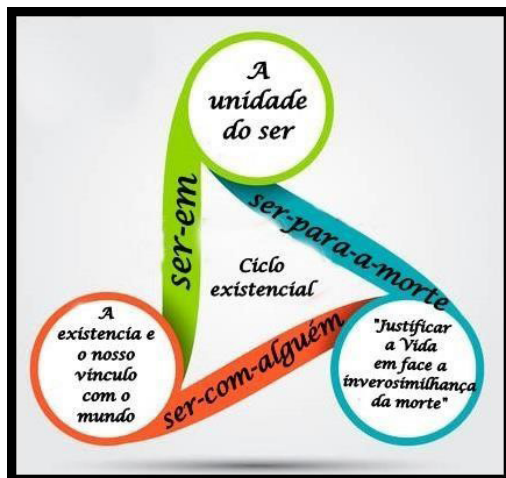 A
unidade
do ser
ser-em
ser-para-a-morte
Ciclo
existencial
A
existencia e
o nosso
vinculo
com o
mundo
ser-com-alguém
"Justificar
a Vida
em face a
inverosimilhança
da morte"